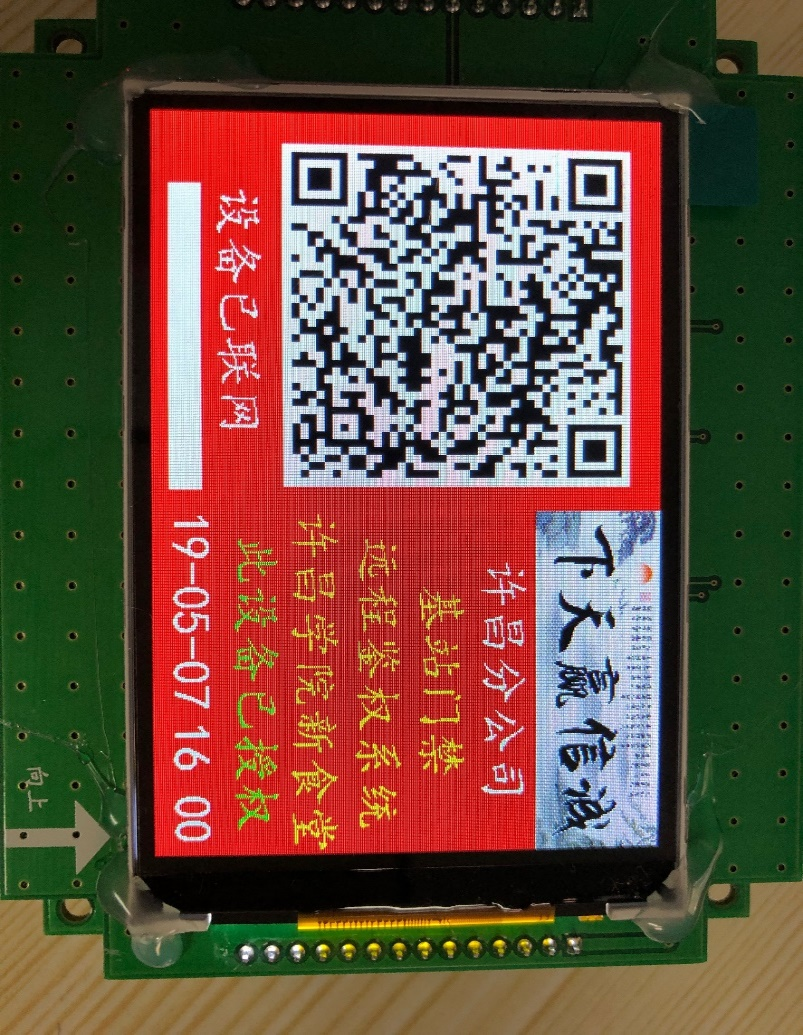 诚信赢天下
许昌分公司
基站门禁
远程鉴权系统
许昌学院新食堂
此设备已授权
设备已联网
19-05-07 16 00
向上